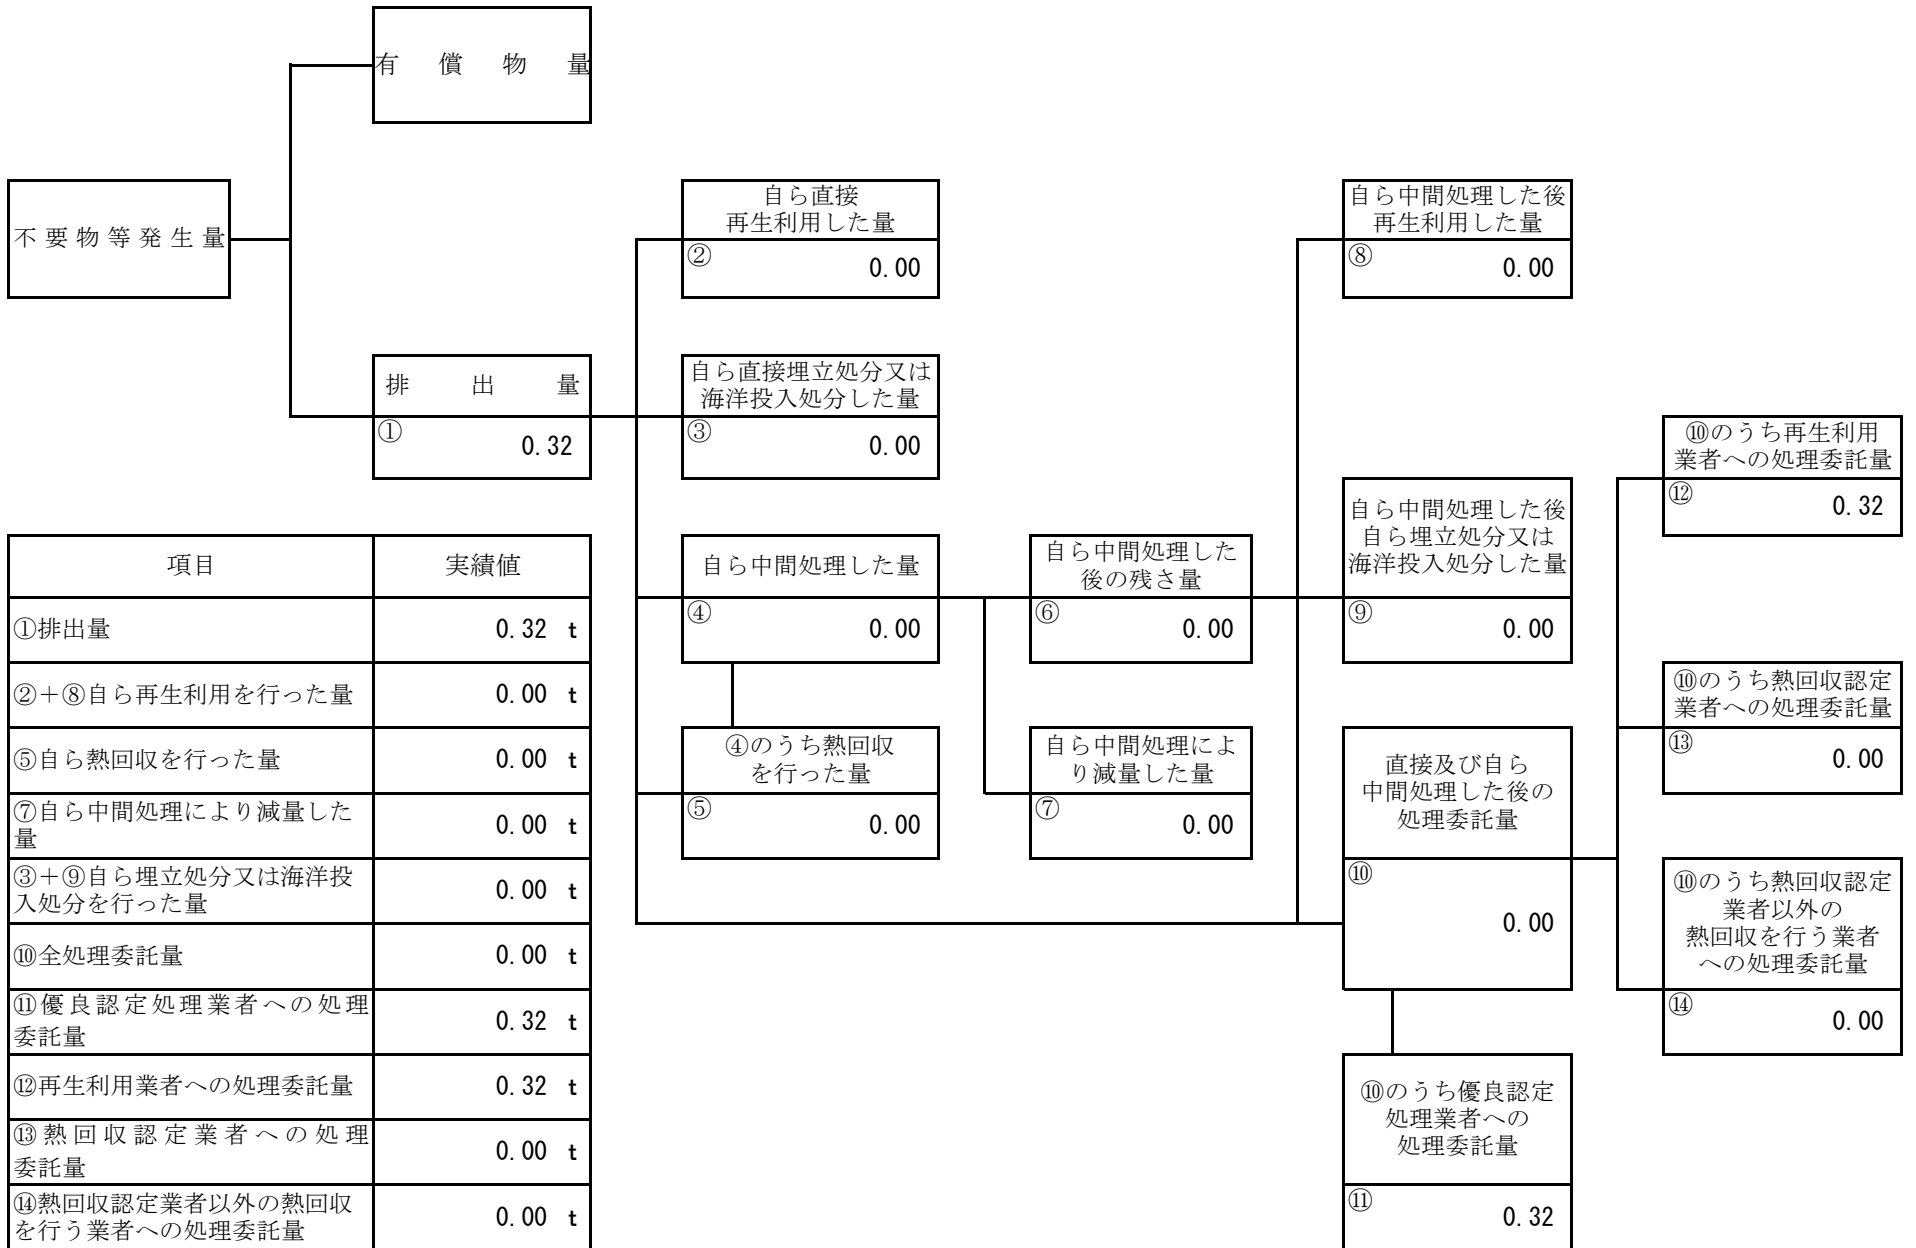 有償物量
不要物等発生量
排出量
① 0.32
自ら直接
再生利用した量
② 0.00
自ら直接埋立処分又は
海洋投入処分した量
③ 0.00
自ら中間処理した量
④ 0.00
④のうち熱回収
を行った量
⑤ 0.00
自ら中間処理した
後の残さ量
⑥ 0.00
自ら中間処理によ
り減量した量
⑦ 0.00
自ら中間処理した後
再生利用した量
⑧ 0.00
自ら中間処理した後
自ら埋立処分又は
海洋投入処分した量
⑨ 0.00
直接及び自ら
中間処理した後の
処理委託量
⑩ 0.00
⑩のうち優良認定
処理業者への
処理委託量
⑪ 0.32
⑩のうち再生利用
業者への処理委託量
⑫ 0.32
⑩のうち熱回収認定
業者への処理委託量
⑬ 0.00
⑩のうち熱回収認定
業者以外の
熱回収を行う業者
への処理委託量
⑭ 0.00
項目 実績値
①排出量 0.32 t
②+⑧自ら再生利用を行った量 0.00 t
⑤自ら熱回収を行った量 0.00 t
⑦自ら中間処理により減量した
量 0.00 t
③+⑨自ら埋立処分又は海洋投
入処分を行った量 0.00 t
⑩全処理委託量 0.00 t
⑪優良認定処理業者への処理
委託量 0.32 t
⑫再生利用業者への処理委託量 0.32 t
⑬熱回収認定業者への処理
委託量 0.00 t
⑭熱回収認定業者以外の熱回収
を行う業者への処理委託量 0.00 t